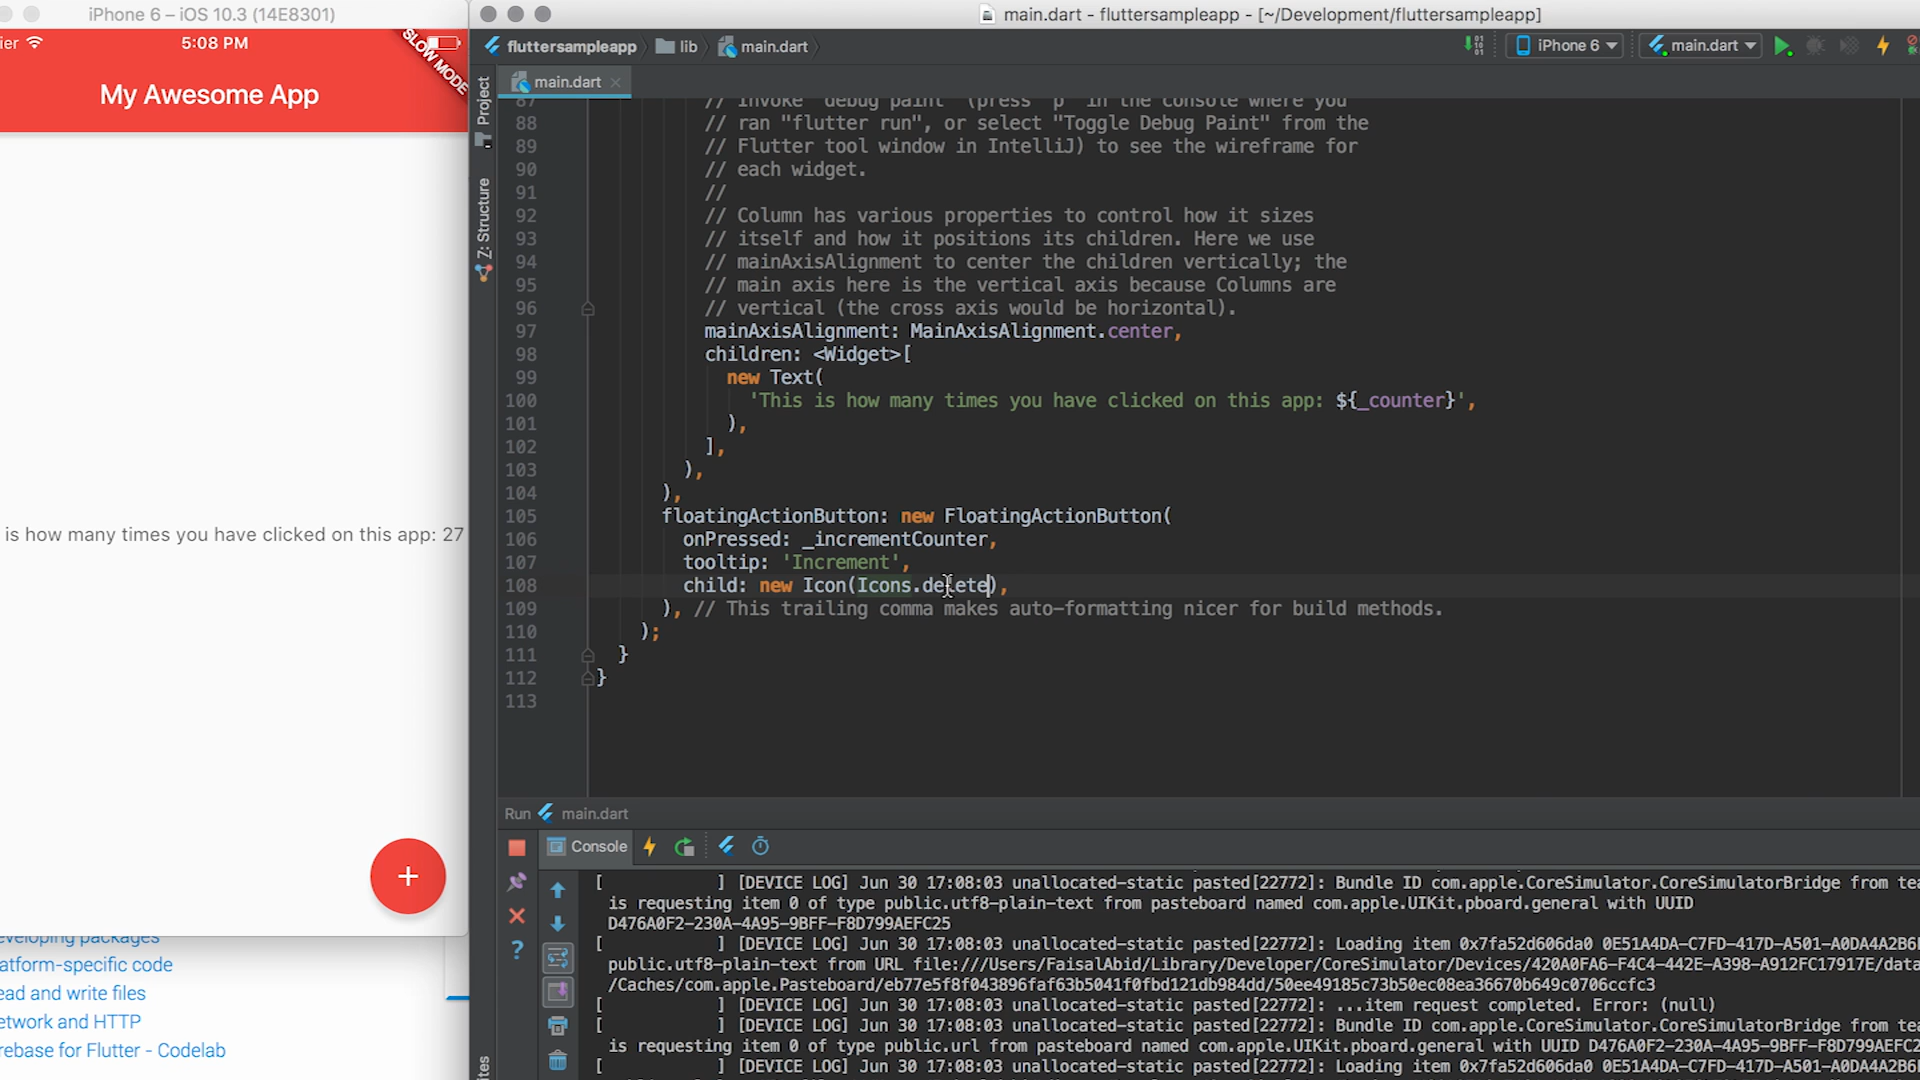 iPhone 6 – iOS 10.3 (14E8301)
ier
5:08 PM
SLOW MODE
My Awesome App
is how many times you have clicked on this app: 27
+
eveloping packages
atform-specific code
ead and write files
etwork and HTTP
rebase for Flutter - Codelab
main.dart - fluttersampleapp - [~/Development/fluttersampleapp]
fluttersampleapp lib main.dart
iPhone 6 main.dart
main.dart
Project
Z: Structure
87 // Invoke "debug paint" (press "p" in the console where you
88 // ran "flutter run", or select "Toggle Debug Paint" from the
89 // Flutter tool window in IntelliJ) to see the wireframe for
90 // each widget.
91 //
92 // Column has various properties to control how it sizes
93 // itself and how it positions its children. Here we use
94 // mainAxisAlignment to center the children vertically; the
95 // main axis here is the vertical axis because Columns are
96 // vertical (the cross axis would be horizontal).
97 mainAxisAlignment: MainAxisAlignment.center,
98 children: <Widget>[
99 new Text(
100 'This is how many times you have clicked on this app: ${_counter}',
101 ),
102 ],
103 ),
104 ),
105 floatingActionButton: new FloatingActionButton(
106 onPressed: _incrementCounter,
107 tooltip: 'Increment',
108 child: new Icon(Icons.delete),
109 ), // This trailing comma makes auto-formatting nicer for build methods.
110 );
111 }
112 }
113
Run main.dart
Console
[ ] [DEVICE LOG] Jun 30 17:08:03 unallocated-static pasted[22772]: Bundle ID com.apple.CoreSimulator.CoreSimulatorBridge from tea
is requesting item 0 of type public.utf8-plain-text from pasteboard named com.apple.UIKit.pboard.general with UUID
D476A0F2-230A-4A95-9BFF-F8D799AEFC25
[ ] [DEVICE LOG] Jun 30 17:08:03 unallocated-static pasted[22772]: Loading item 0x7fa52d606da0 0E51A4DA-C7FD-417D-A501-A0DA4A2B6
public.utf8-plain-text from URL file:///Users/FaisalAbid/Library/Developer/CoreSimulator/Devices/420A0FA6-F4C4-442E-A398-A912FC17917E/data
/Caches/com.apple.Pasteboard/eb77e5f8f043896faf63b5041f0fbd121db984dd/50ee49185c73b50ec08ea36670b649c0706ccfc3
[ ] [DEVICE LOG] Jun 30 17:08:03 unallocated-static pasted[22772]: ...item request completed. Error: (null)
[ ] [DEVICE LOG] Jun 30 17:08:03 unallocated-static pasted[22772]: Bundle ID com.apple.CoreSimulator.CoreSimulatorBridge from tea
is requesting item 0 of type public.url from pasteboard named com.apple.UIKit.pboard.general with UUID D476A0F2-230A-4A95-9BFF-F8D799AEFC2
[ ] [DEVICE LOG] Jun 30 17:08:03 unallocated-static pasted[22772]: Loading item 0x7fa52d606da0 0E51A4DA-C7FD-417D-A501-A0DA4A2B6
ites